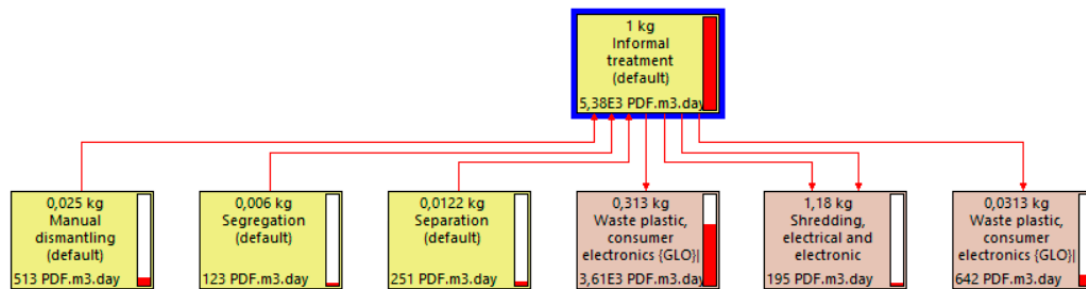 1 kg
Informal
treatment
(default)
5,38E3 PDF.m3.day
0,025 kg
Manual
dismantling
(default)
513 PDF.m3.day
0,006 kg
Segregation
(default)
123 PDF.m3.day
0,0122 kg
Separation
(default)
251 PDF.m3.day
0,313 kg
Waste plastic,
consumer
electronics {GLO}|
3,61E3 PDF.m3.day
1,18 kg
Shredding,
electrical and
electronic
195 PDF.m3.day
0,0313 kg
Waste plastic,
consumer
electronics {GLO}|
642 PDF.m3.day